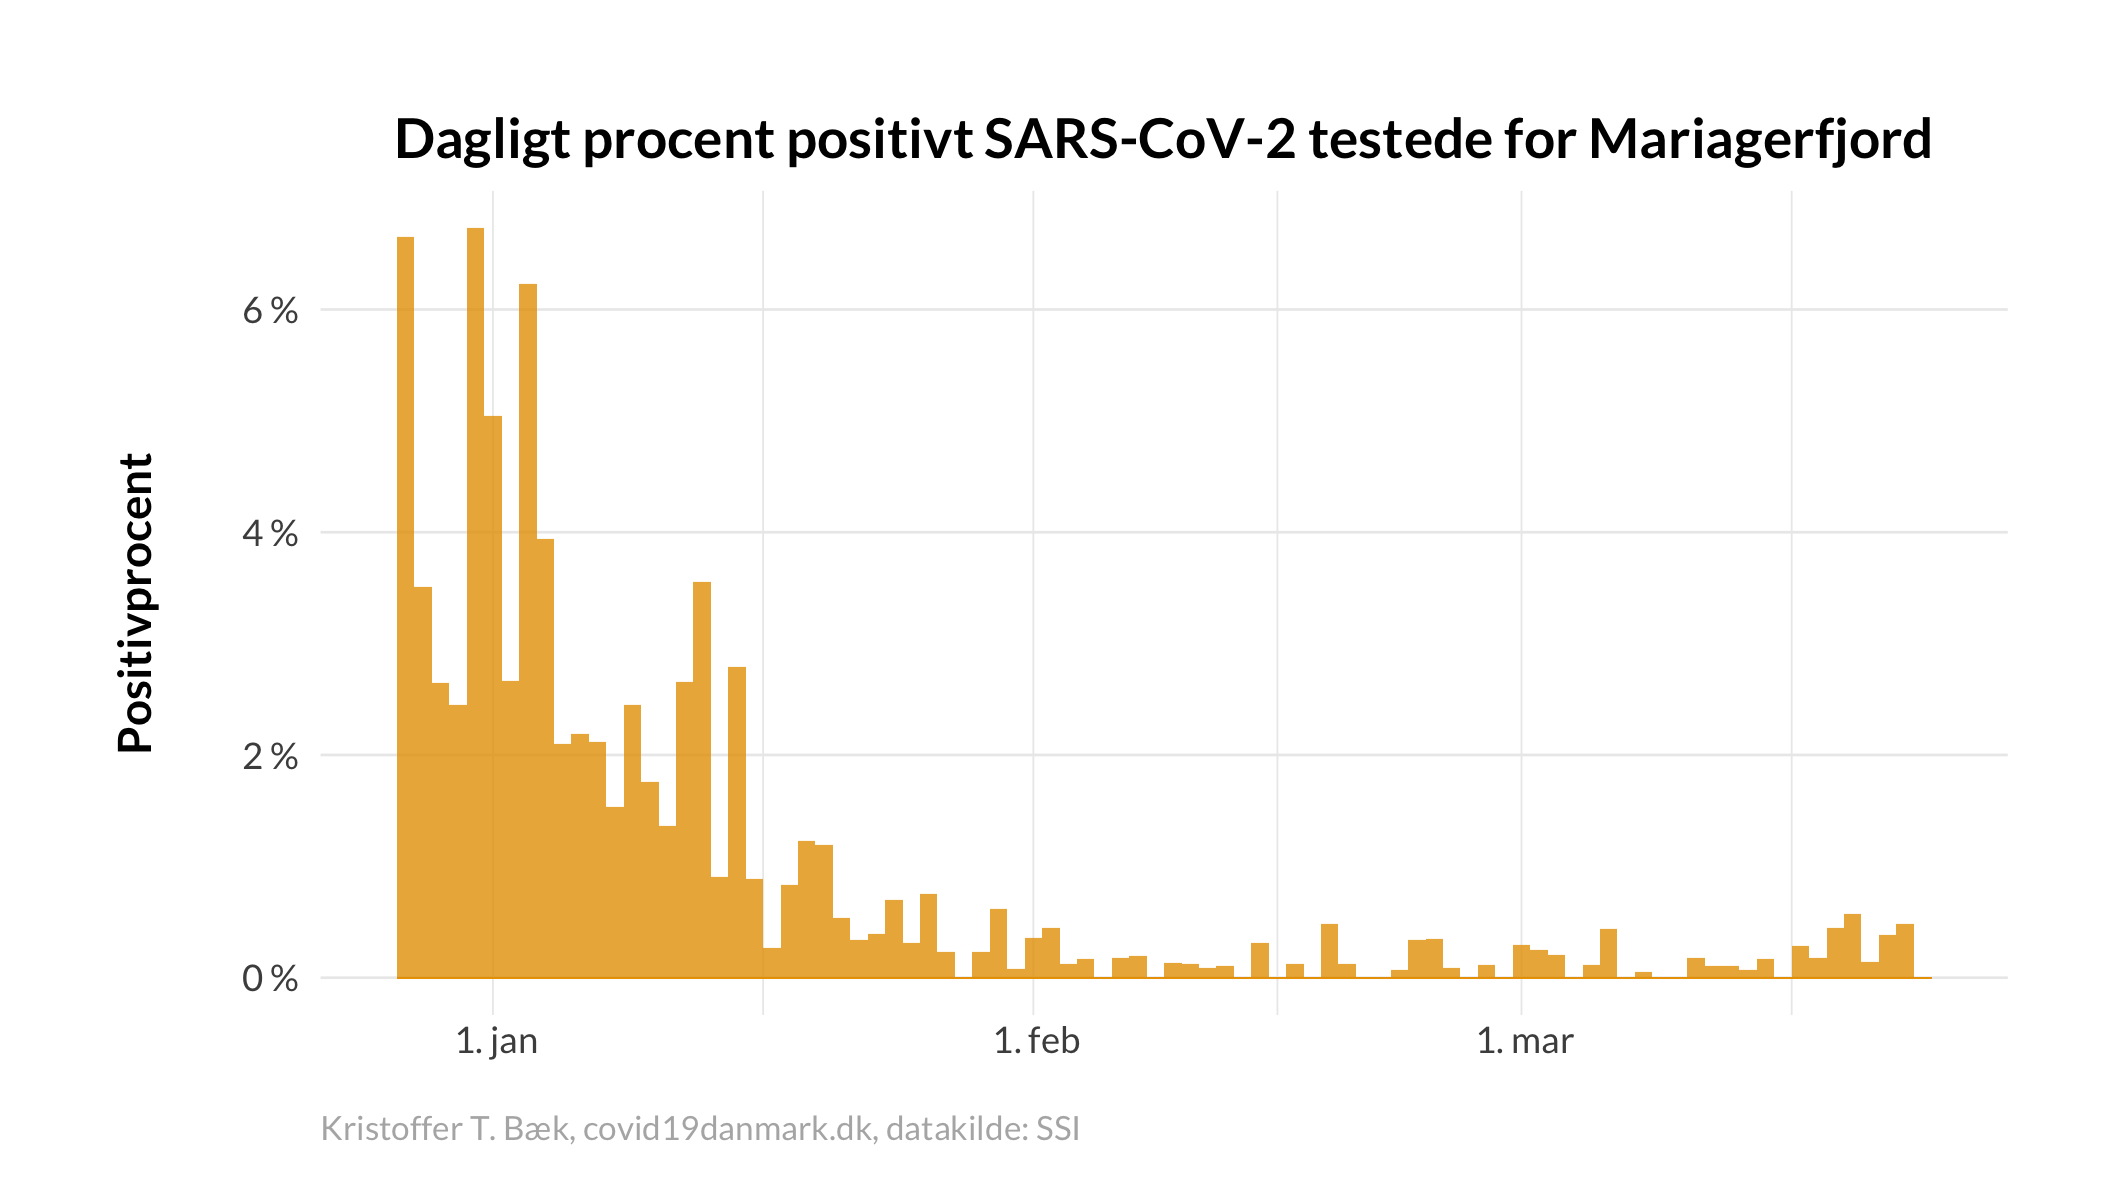 Dagligt procent positivt SARS-CoV-2 testede for Mariagerfjord
Positivprocent
6 %
4 %
2 %
0 %
1. jan
1. feb
1. mar
Kristoffer T. Bæk, covid19danmark.dk, datakilde: SSI